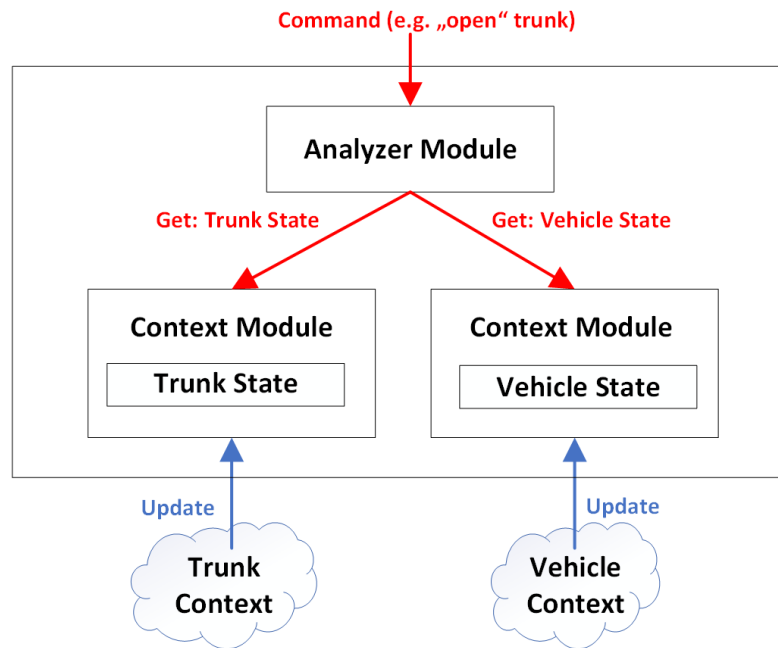 Command (e.g. „open“ trunk)
Analyzer Module
Get: Trunk State
Get: Vehicle State
Context Module
Trunk State
Context Module
Vehicle State
Update
Update
Trunk
Context
Vehicle
Context